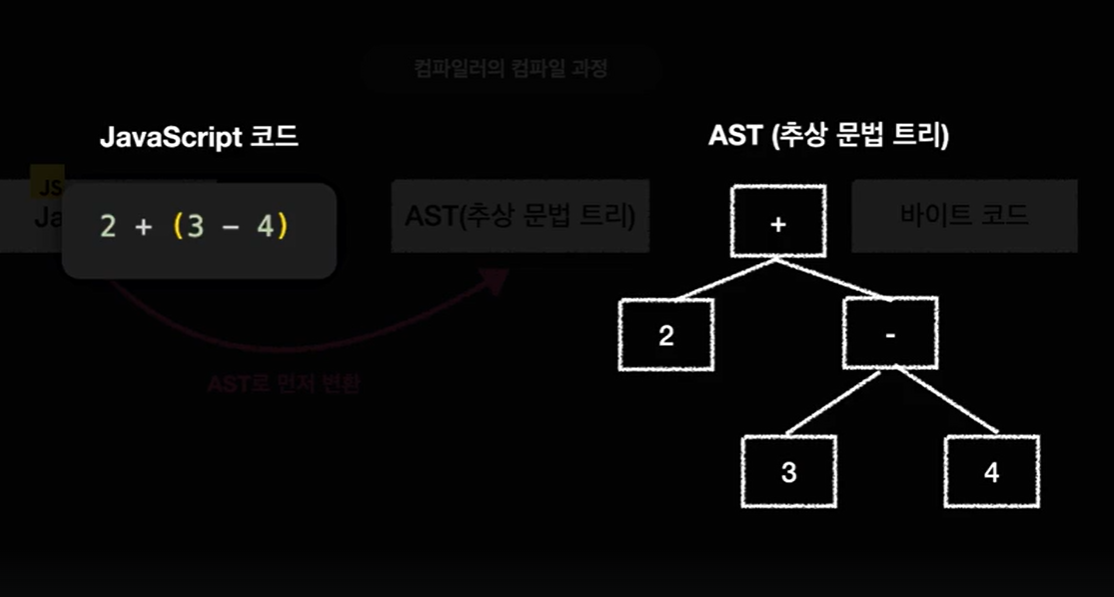 컴파일러의 컴파일 과정
JavaScript 코드
AST (추상 문법 트리)
JS
Ja
2 + (3 - 4)
AST(추상 문법 트리)
+
바이트 코드
2
-
AST로 먼저 변환
3
4